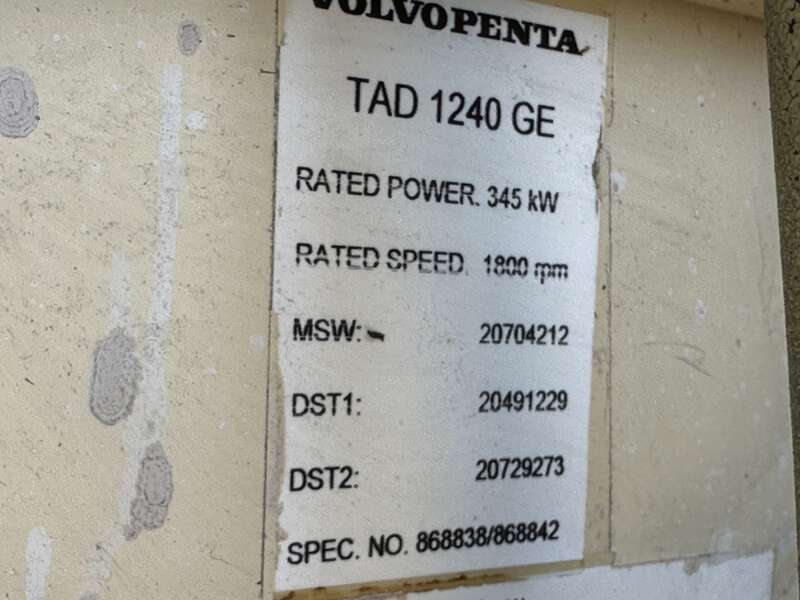 VOLVO PENTA
TAD 1240 GE
RATED POWER. 345 kW
RATED SPEED. 1800 rpm
MSW: 20704212
DST1: 20491229
DST2: 20729273
SPEC. NO. 868838/868842